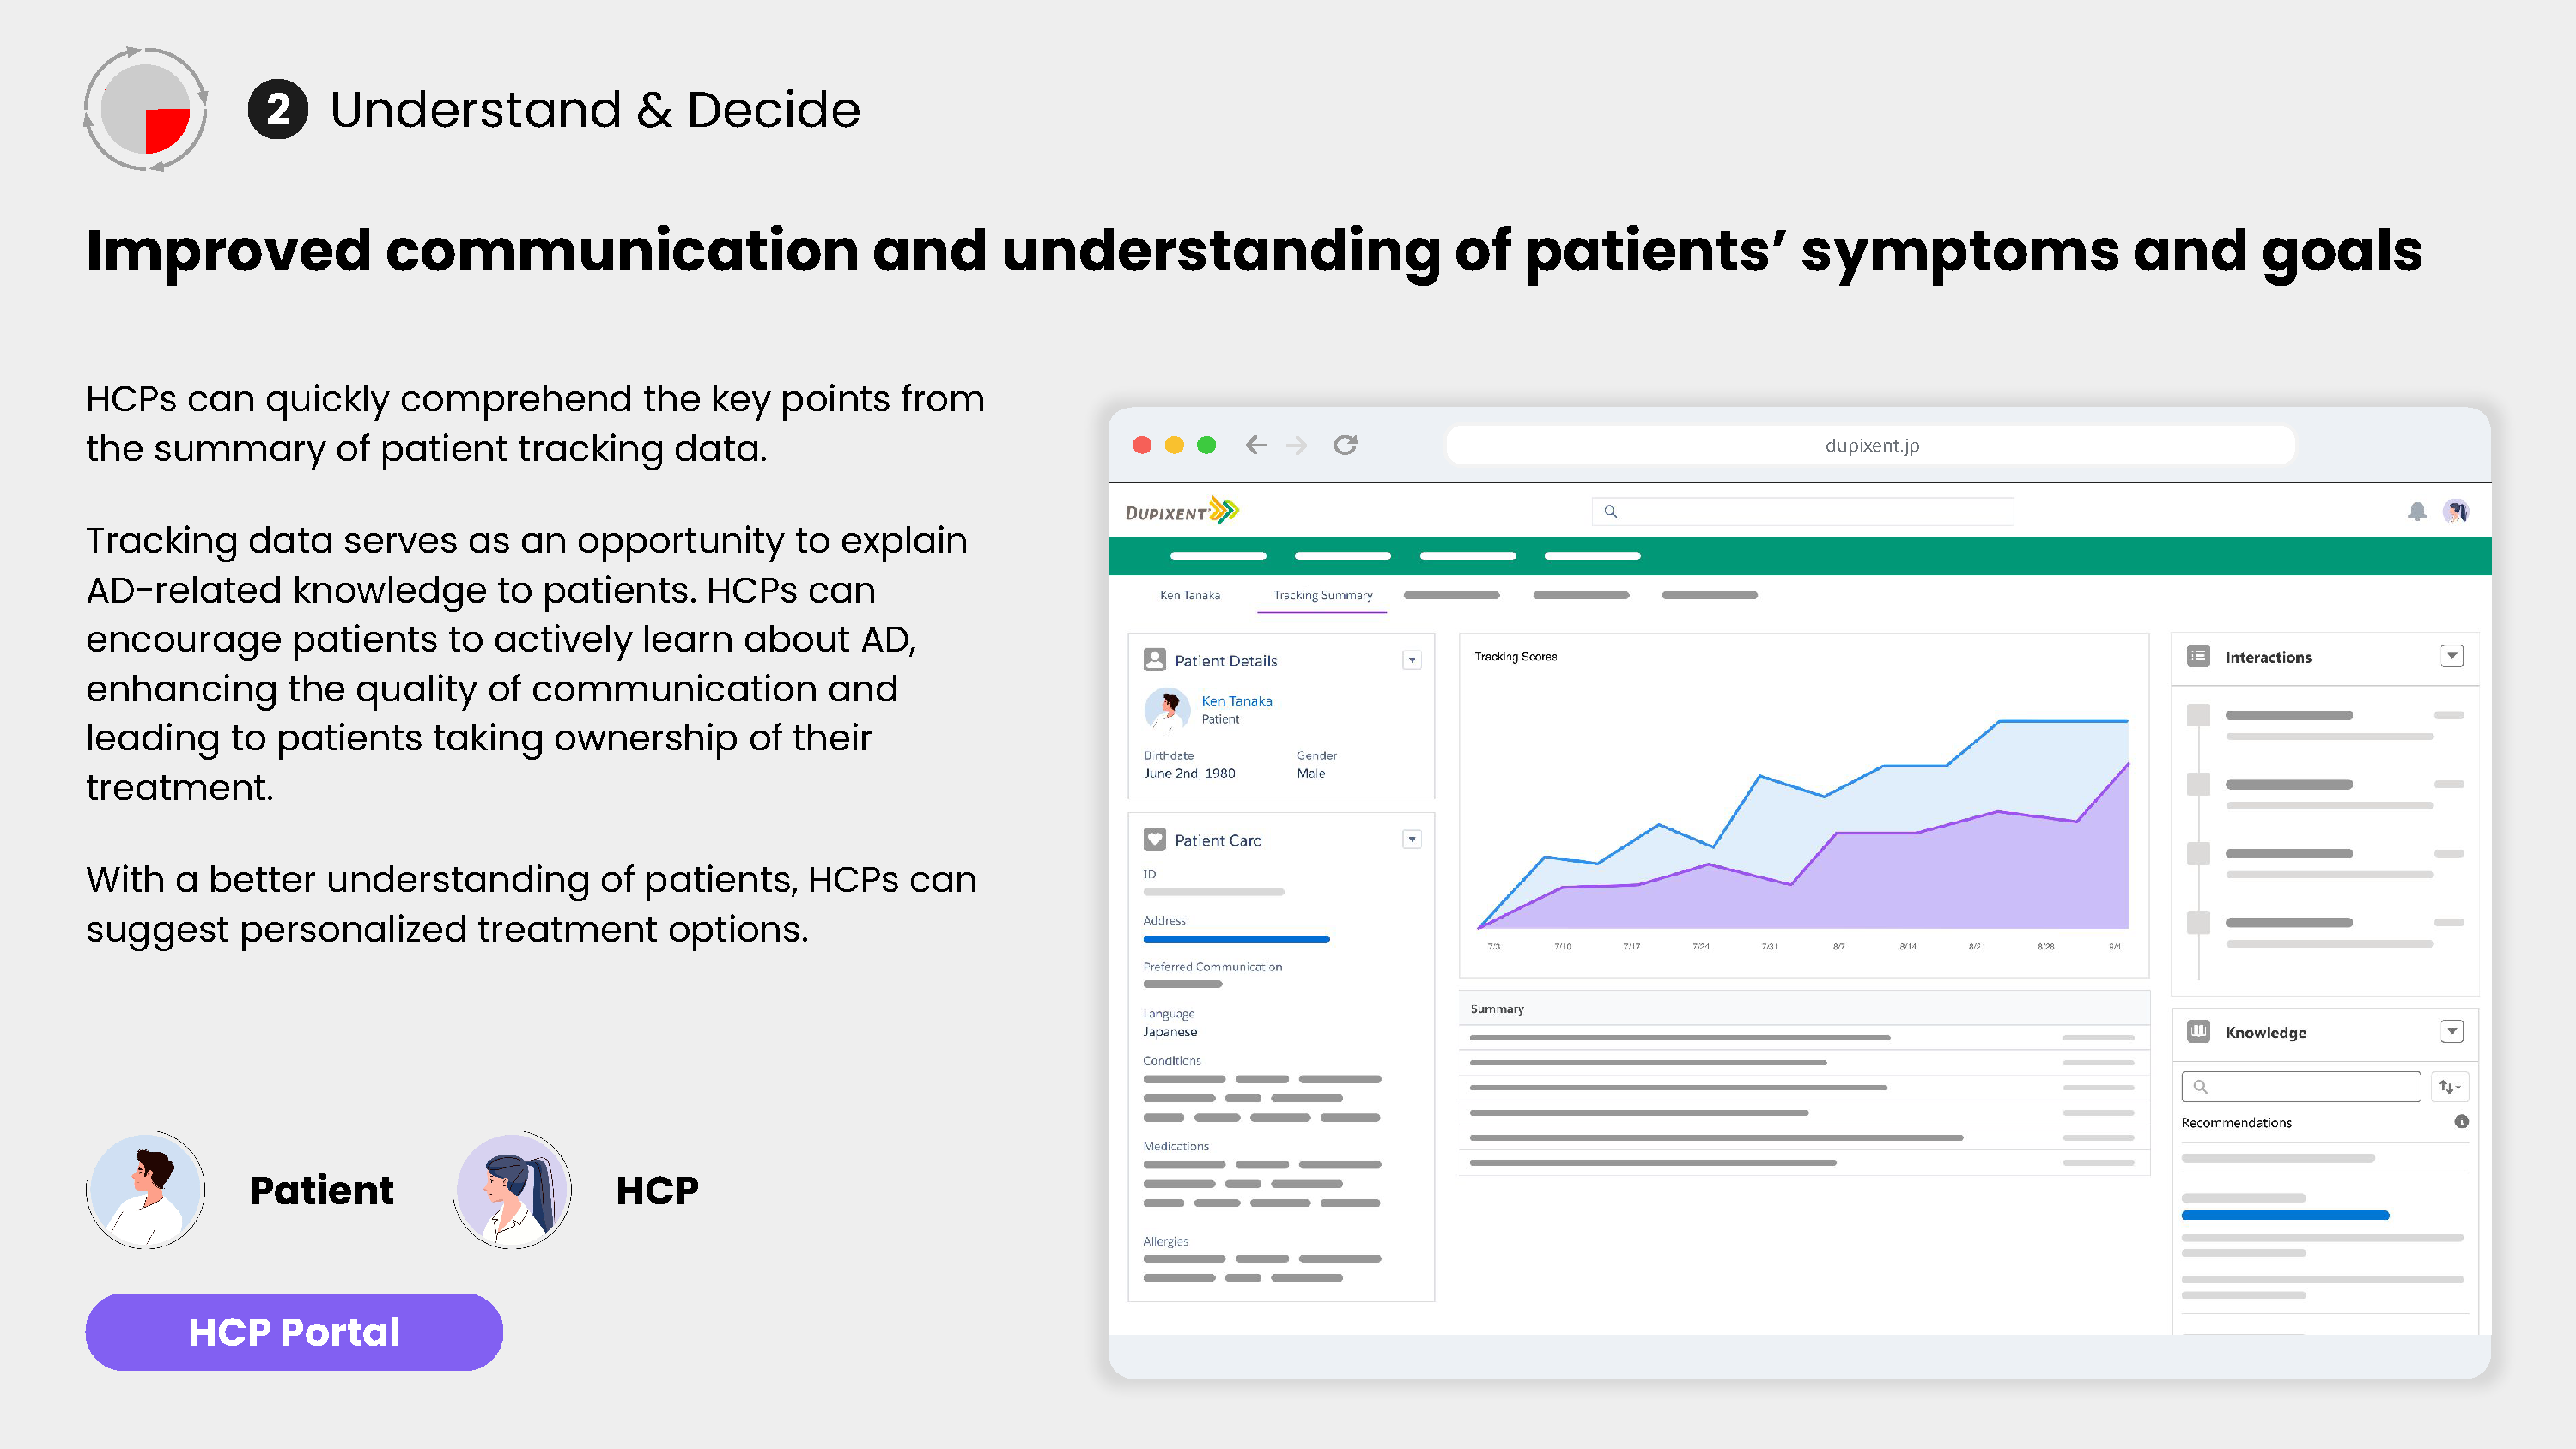 2 Understand & Decide
Improved communication and understanding of patients’ symptoms and goals
HCPs can quickly comprehend the key points from
the summary of patient tracking data.
Tracking data serves as an opportunity to explain
AD-related knowledge to patients. HCPs can
encourage patients to actively learn about AD,
enhancing the quality of communication and
leading to patients taking ownership of their
treatment.
With a better understanding of patients, HCPs can
suggest personalized treatment options.
Patient
HCP
HCP Portal
dupixent.jp
DUPIXENT
Ken Tanaka Tracking Summary
Patient Details
Ken Tanaka
Patient
Birthdate Gender
June 2nd, 1980 Male
Patient Card
ID
Address
Preferred Communication
Language
Japanese
Conditions
Medications
Allergies
Tracking Scores
7/3 7/10 7/17 7/24 7/31 8/7 8/14 8/2 8/28 9/4
Summary
Interactions
Knowledge
Recommendations